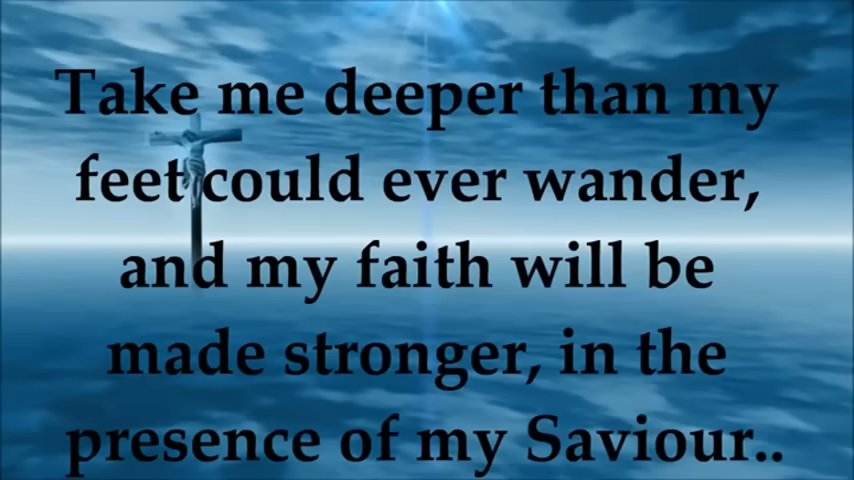 Take me deeper than my
feet could ever wander,
and my faith will be
made stronger, in the
presence of my Saviour..